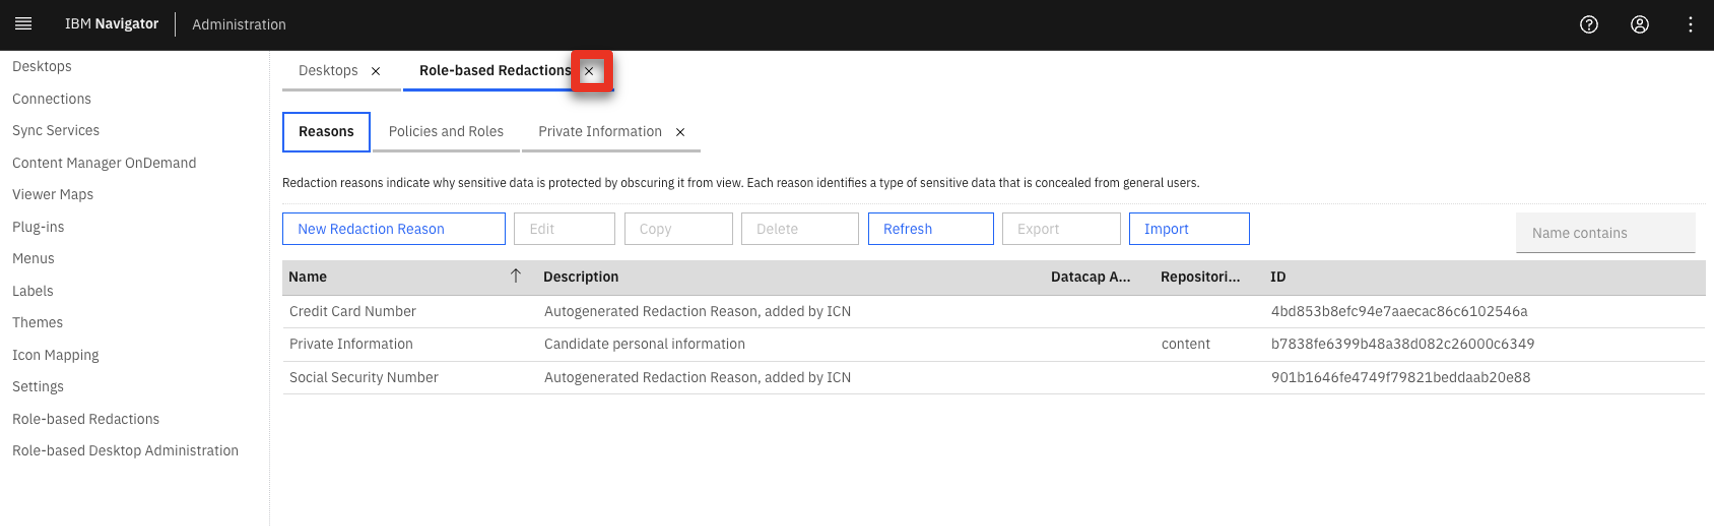 IBM Navigator Administration
Desktops
Connections
Sync Services
Content Manager OnDemand
Viewer Maps
Plug-ins
Menus
Labels
Themes
Icon Mapping
Settings
Role-based Redactions
Role-based Desktop Administration
Desktops Role-based Redactions
Reasons Policies and Roles Private Information
Redaction reasons indicate why sensitive data is protected by obscuring it from view. Each reason identifies a type of sensitive data that is concealed from general users.
New Redaction Reason Edit Copy Delete Refresh Export Import Name contains
Name Description Datacap A... Repositori... ID
Credit Card Number Autogenerated Redaction Reason, added by ICN 4bd853b8efc94e7aaecac86c6102546a
Private Information Candidate personal information content b7838fe6399b48a38d082c26000c6349
Social Security Number Autogenerated Redaction Reason, added by ICN 901b1646fe4749f79821beddaab20e88